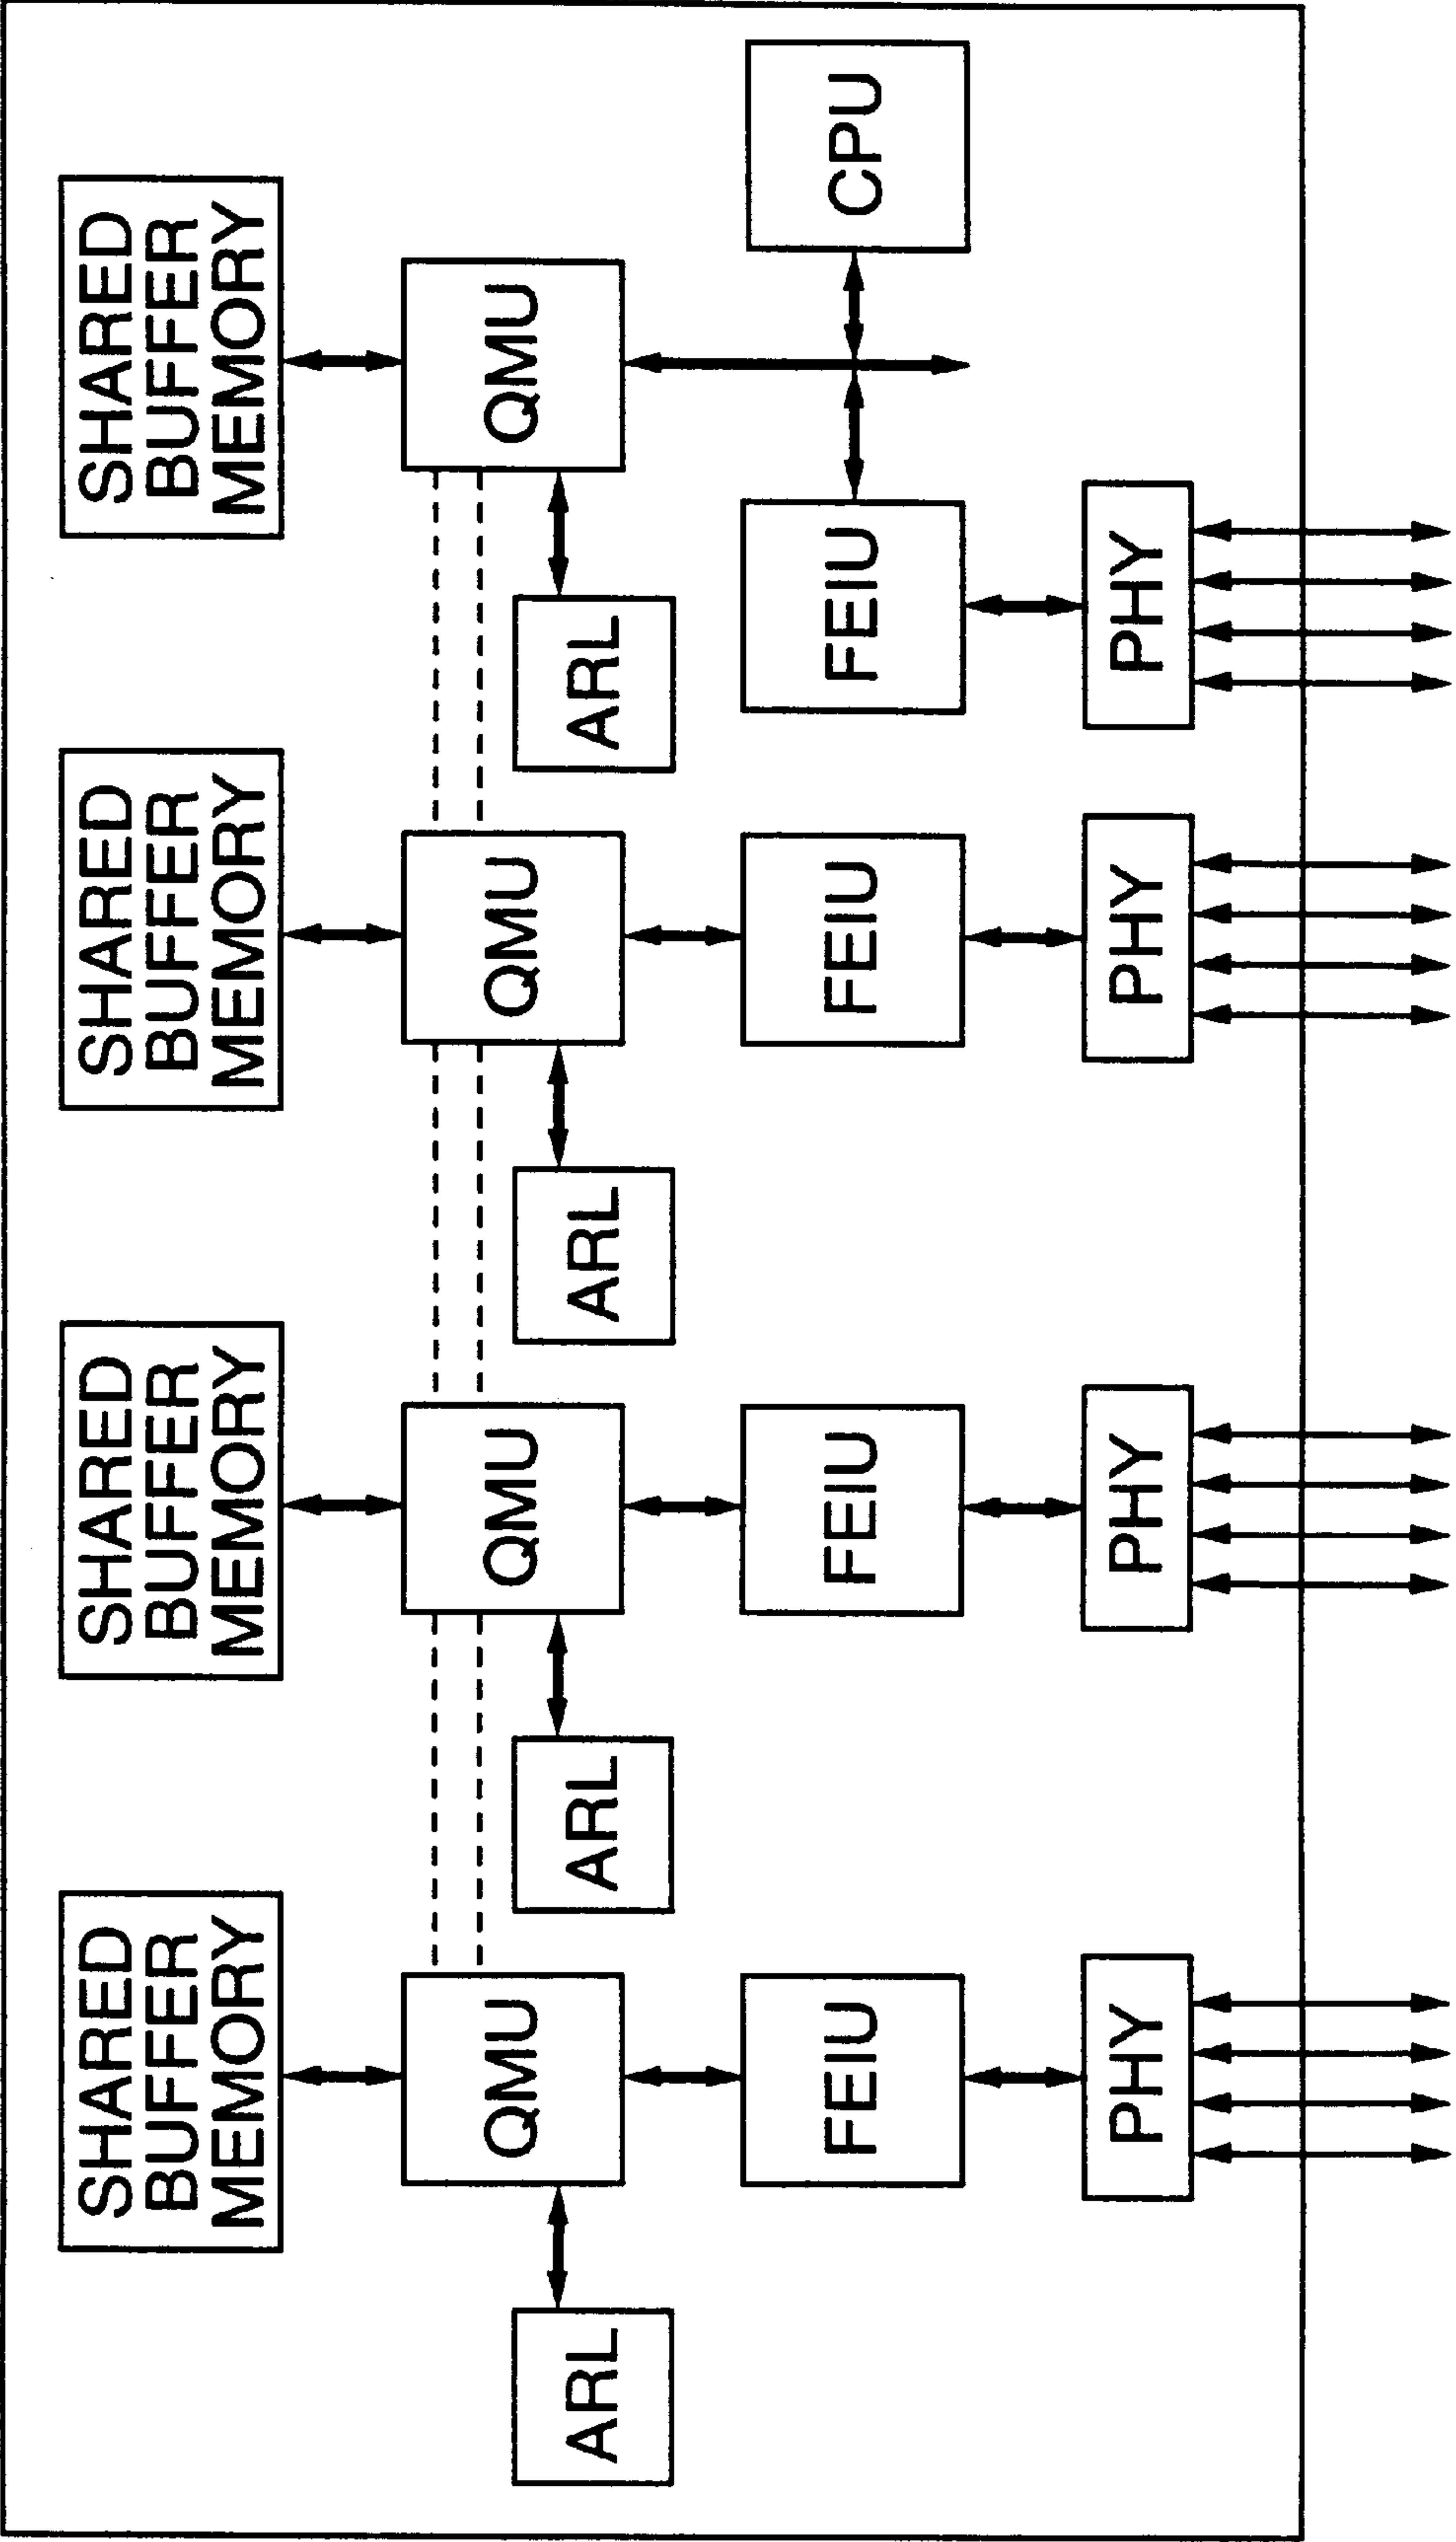 SHARED
BUFFER
MEMORY
SHARED
BUFFER
MEMORY
SHARED
BUFFER
MEMORY
SHARED
BUFFER
MEMORY
QMU
QMU
QMU
QMU
ARL
ARL
ARL
ARL
FEIU
FEIU
FEIU
FEIU
CPU
PHY
PHY
PHY
PHY